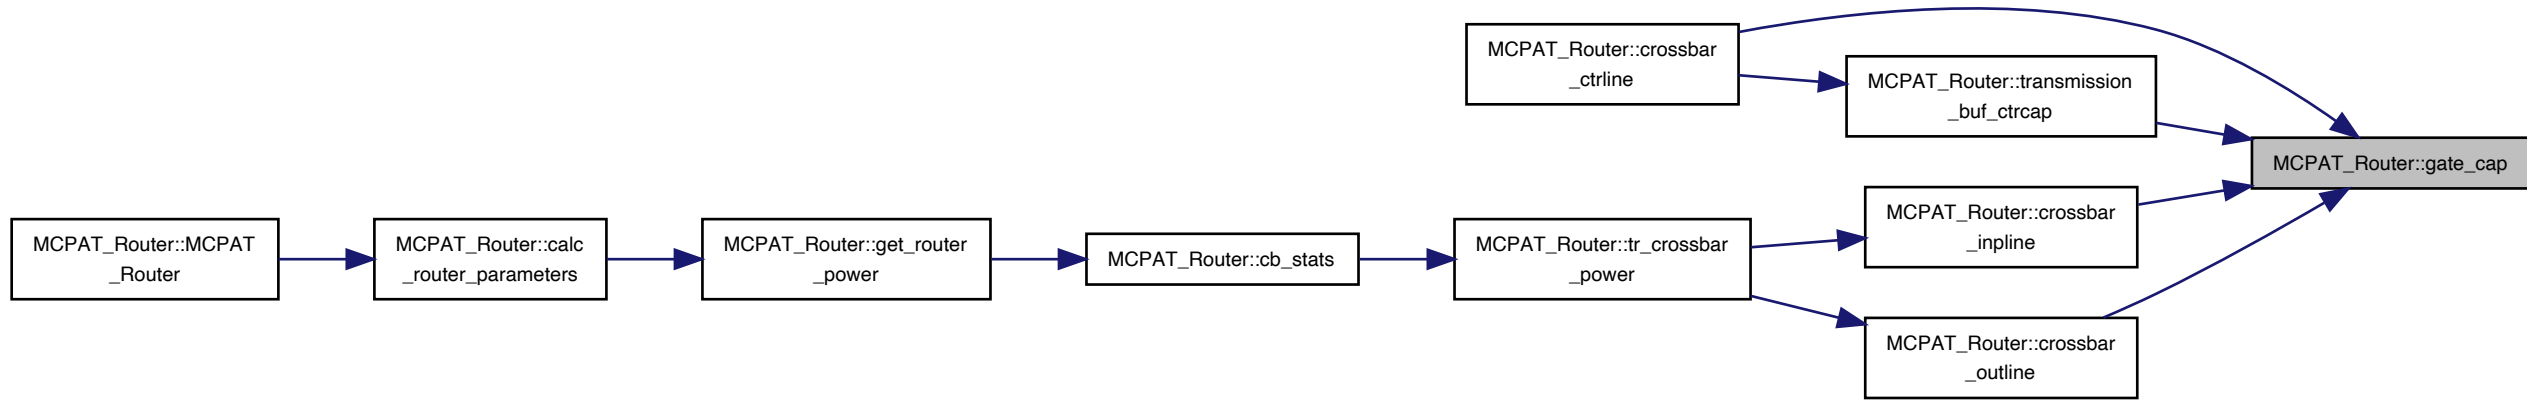 MCPAT_Router::crossbar
_ctrline
MCPAT_Router::transmission
_buf_ctrcap
MCPAT_Router::gate_cap
MCPAT_Router::MCPAT
_Router
MCPAT_Router::calc
_router_parameters
MCPAT_Router::get_router
_power
MCPAT_Router::cb_stats
MCPAT_Router::tr_crossbar
_power
MCPAT_Router::crossbar
_inpline
MCPAT_Router::crossbar
_outline